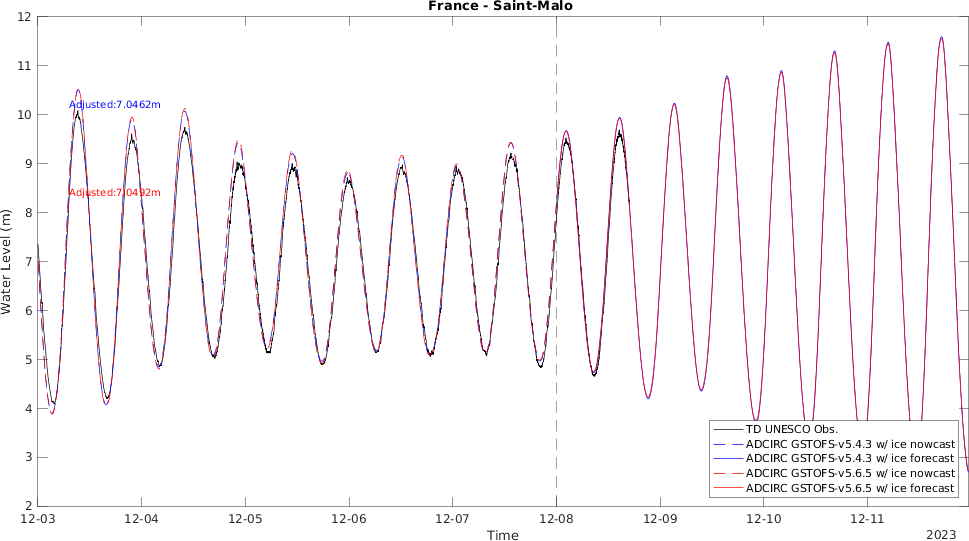 France - Saint-Malo
12
11
10
9
8
7
6
5
4
3
2
Water Level (m)
Adjusted:7.0462m
Adjusted:7.0492m
TD UNESCO Obs.
ADCIRC GSTOFS-v5.4.3 w/ ice nowcast
ADCIRC GSTOFS-v5.4.3 w/ ice forecast
ADCIRC GSTOFS-v5.6.5 w/ ice nowcast
ADCIRC GSTOFS-v5.6.5 w/ ice forecast
12-03 12-04 12-05 12-06 12-07 12-08 12-09 12-10 12-11
Time
2023